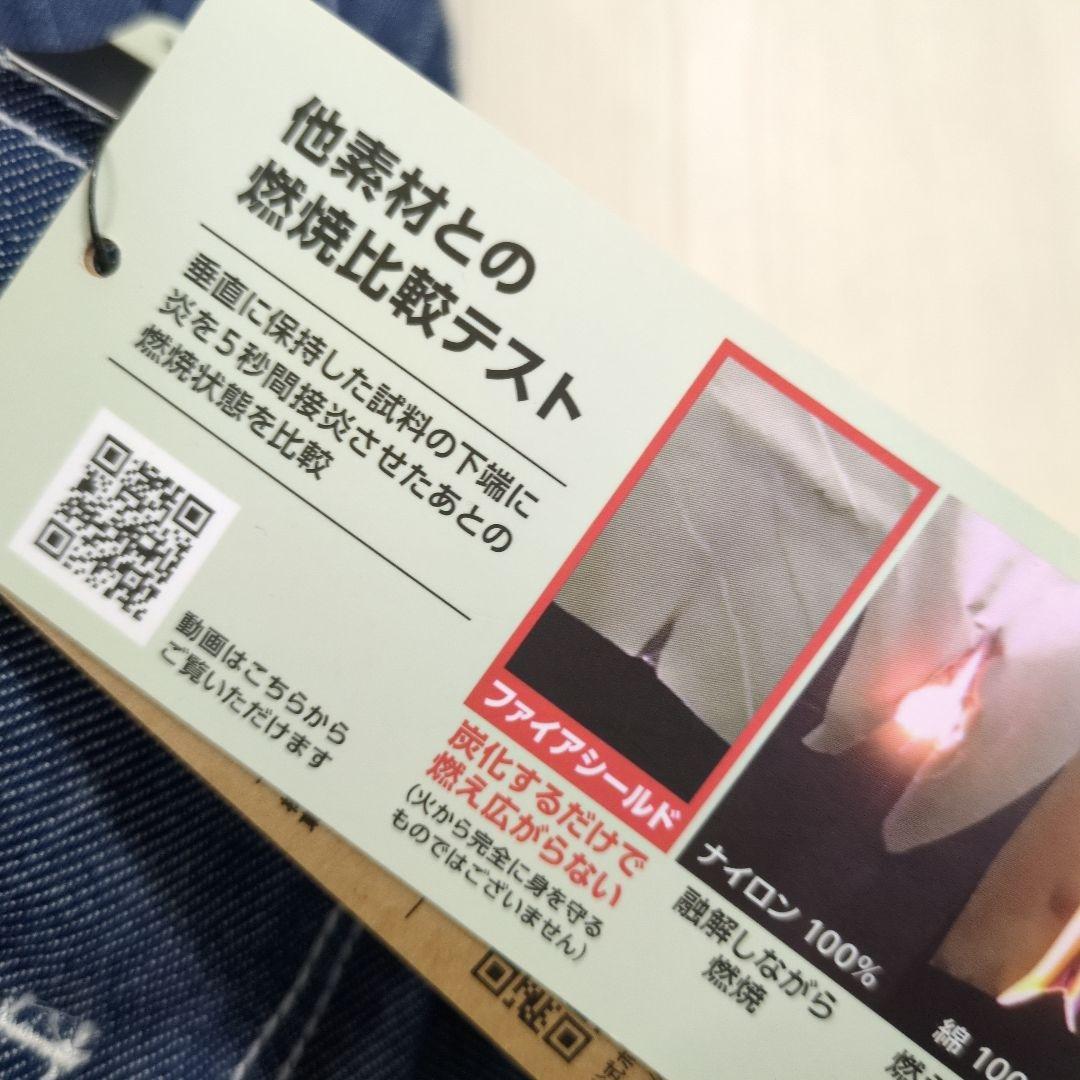 他素材との
燃焼比較テスト
垂直に保持した試料の下端に
炎を5秒間接炎させたあとの
燃焼状態を比較
動画はこちらから
ご覧いただけます
ファイアシールド
炭化するだけで
燃え広がらない
(火から完全に身を守る
ものではございません)
ナイロン 100%
融解しながら
燃焼
綿 100
燃え